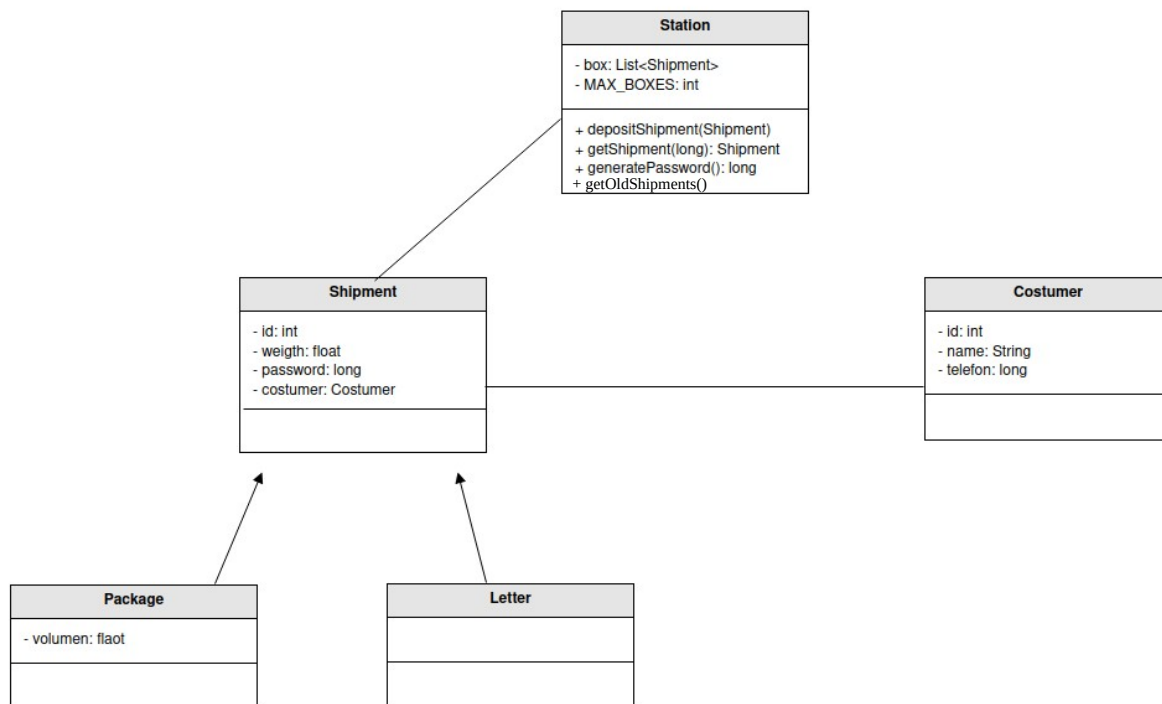 Station
- box: List<Shipment>
- MAX_BOXES: int
+ depositShipment(Shipment)
+ getShipment(long): Shipment
+ generatePassword(): long
+ getOldShipments()
Shipment
- id: int
- weigth: float
- password: long
- costumer: Costumer
Costumer
- id: int
- name: String
- telefon: long
Package
- volumen: flaot
Letter